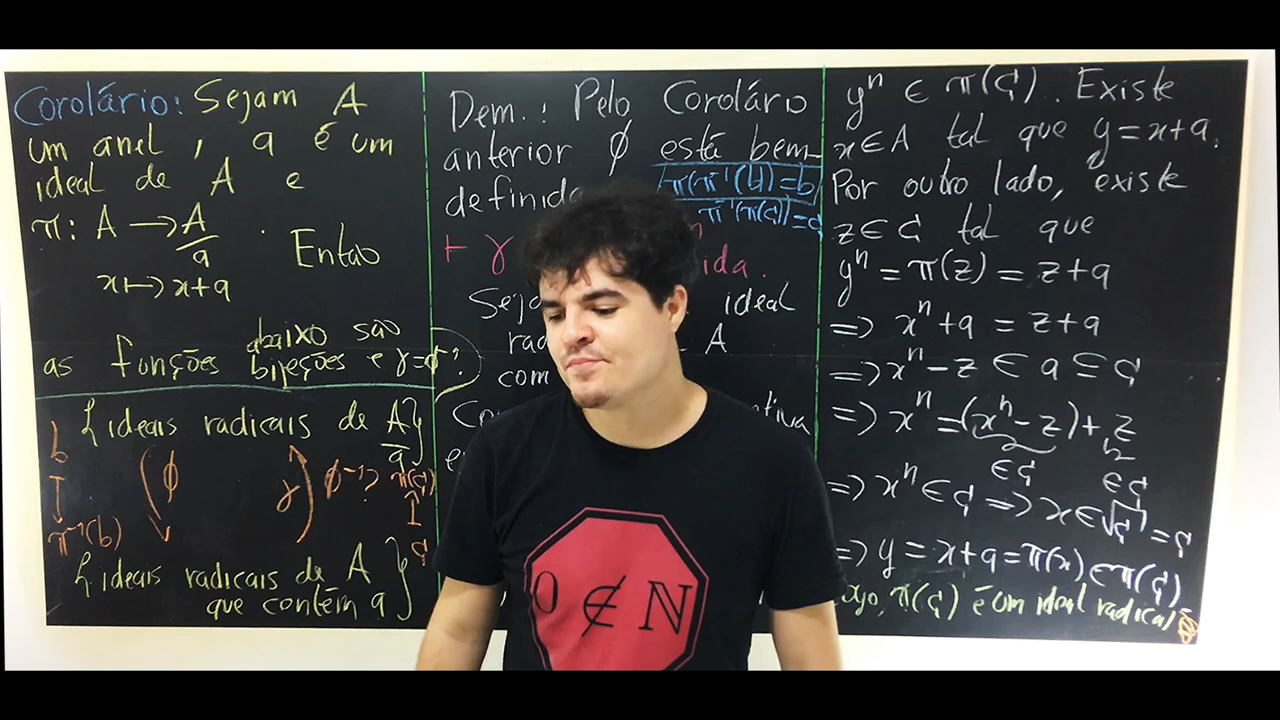 Corolário: Sejam A
um anel, a é um
ideal de A e
π: A → A/a . Então
x ↦ x+a
abaixo são
as funções bijeções e γ=φ⁻¹?
{ideais radicais de A/a}
b ↦ π⁻¹(b)
φ
γ
φ⁻¹?
π(c)
↑
c
{ideais radicais de A
que contém a}
Dem.: Pelo Coroláro
anterior φ está bem
definida
π(π⁻¹(b))=b
π⁻¹(π(c))=c
+ γ
ida.
Seja ideal
A
com
yⁿ ∈ π(c). Existe
x∈A tal que y=x+a.
Por outro lado, existe
z∈c tal que
yⁿ=π(z)=z+a
=> xⁿ+a = z+a
=> xⁿ-z ∈ a ⊆ c
=> xⁿ=(xⁿ-z)+z
∈c ∈c
=> xⁿ∈c => x∈√c=c
=> y=x+a=π(x)∈π(c)
ogo, π(c) é um ideal radical
0 ∉ ℕ